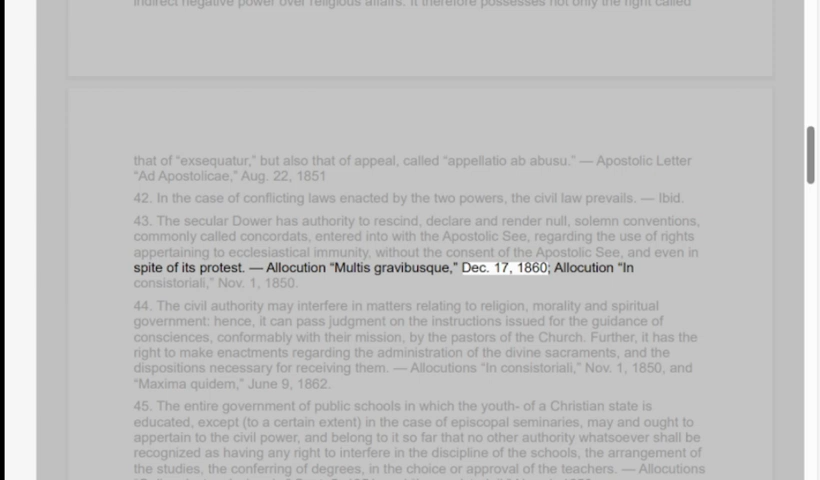 indirect negative power over religious affairs. It therefore possesses not only the right called
that of “exsequatur,” but also that of appeal, called “appellatio ab abusu.” — Apostolic Letter
“Ad Apostolicae,” Aug. 22, 1851
42. In the case of conflicting laws enacted by the two powers, the civil law prevails. — Ibid.
43. The secular Dower has authority to rescind, declare and render null, solemn conventions,
commonly called concordats, entered into with the Apostolic See, regarding the use of rights
appertaining to ecclesiastical immunity, without the consent of the Apostolic See, and even in
spite of its protest. — Allocution “Multis gravibusque,” Dec. 17, 1860; Allocution “In
consistoriali,” Nov. 1, 1850.
44. The civil authority may interfere in matters relating to religion, morality and spiritual
government: hence, it can pass judgment on the instructions issued for the guidance of
consciences, conformably with their mission, by the pastors of the Church. Further, it has the
right to make enactments regarding the administration of the divine sacraments, and the
dispositions necessary for receiving them. — Allocutions “In consistoriali,” Nov. 1, 1850, and
“Maxima quidem,” June 9, 1862.
45. The entire government of public schools in which the youth- of a Christian state is
educated, except (to a certain extent) in the case of episcopal seminaries, may and ought to
appertain to the civil power, and belong to it so far that no other authority whatsoever shall be
recognized as having any right to interfere in the discipline of the schools, the arrangement of
the studies, the conferring of degrees, in the choice or approval of the teachers. — Allocutions